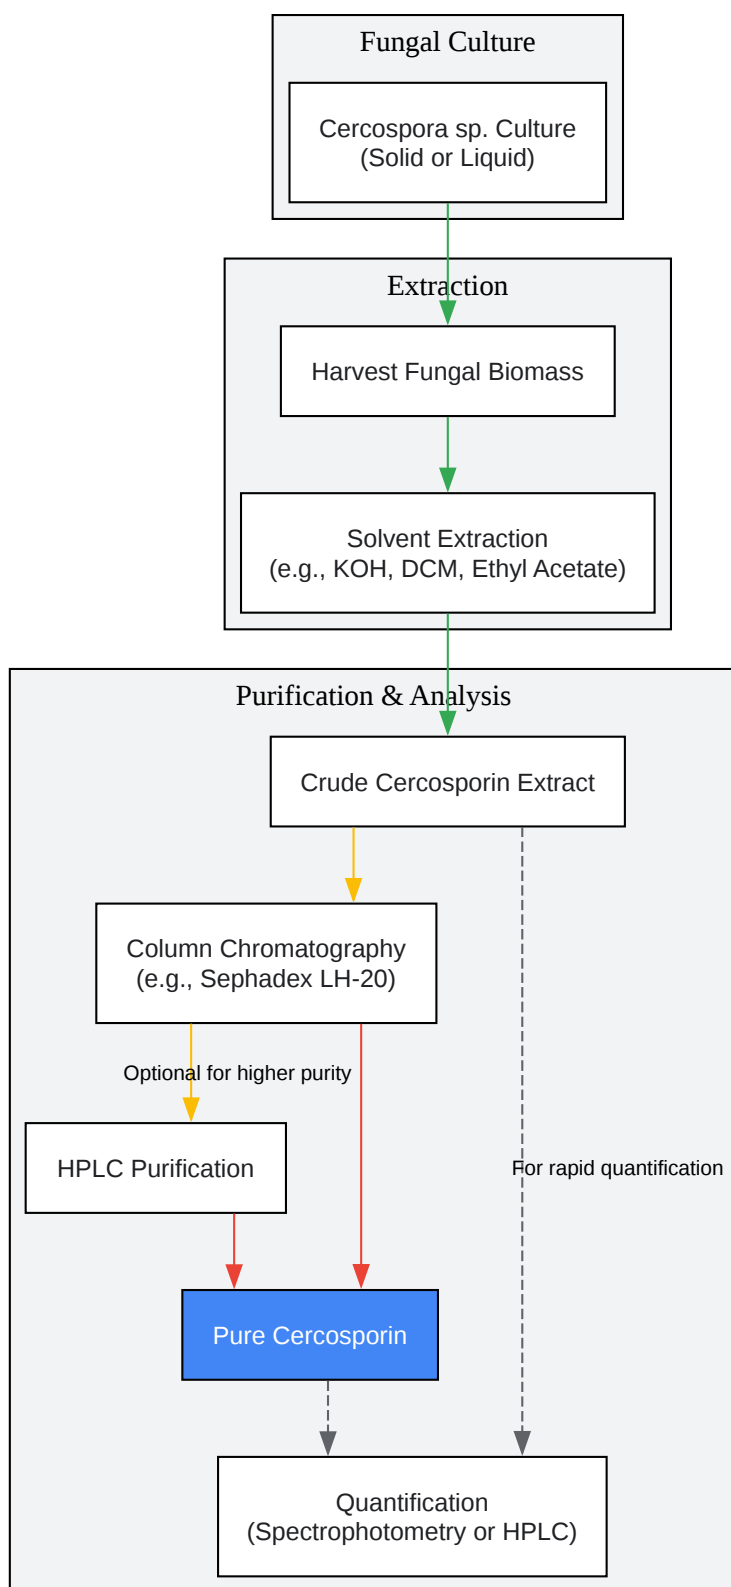 Fungal Culture
Cercospora sp. Culture
(Solid or Liquid)
Extraction
Harvest Fungal Biomass
Solvent Extraction
(e.g., KOH, DCM, Ethyl Acetate)
Purification & Analysis
Crude Cercosporin Extract
Column Chromatography
(e.g., Sephadex LH-20)
Optional for higher purity
HPLC Purification
For rapid quantification
Pure Cercosporin
Quantification
(Spectrophotometry or HPLC)